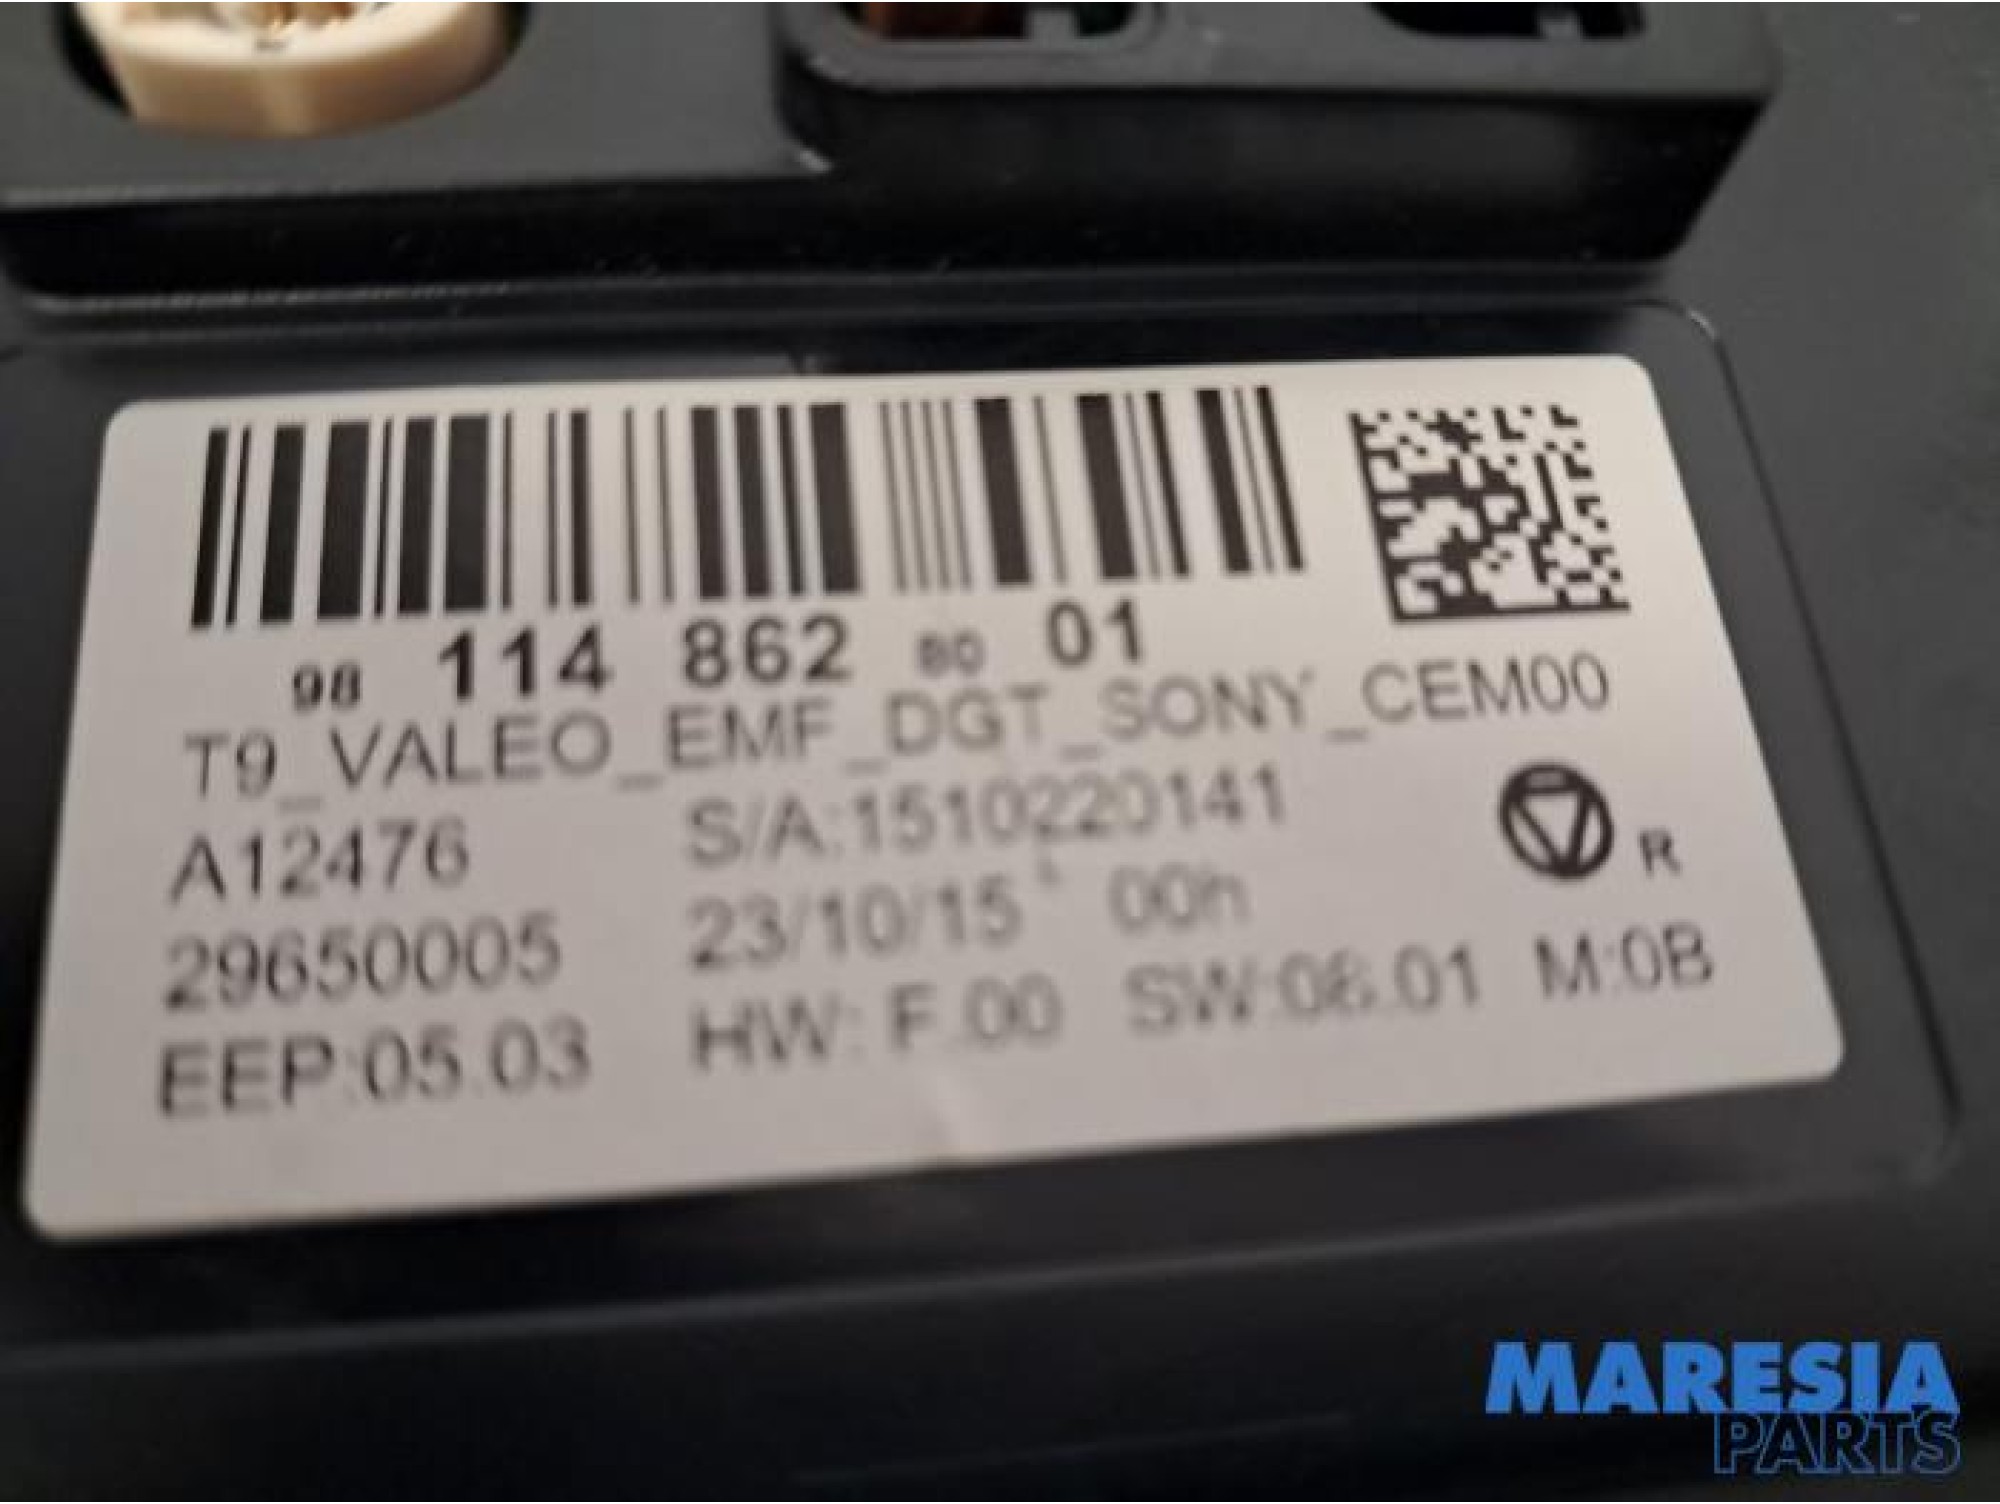 98 114 862 80 01
T9_VALEO_EMF_DGT_SONY_CEM00
A12476 S/A:1510220141
R
29650005 23/10/15 00h
EEP:05.03 HW: F.00 SW:06.01 M:0B
MARESIA
PARTS